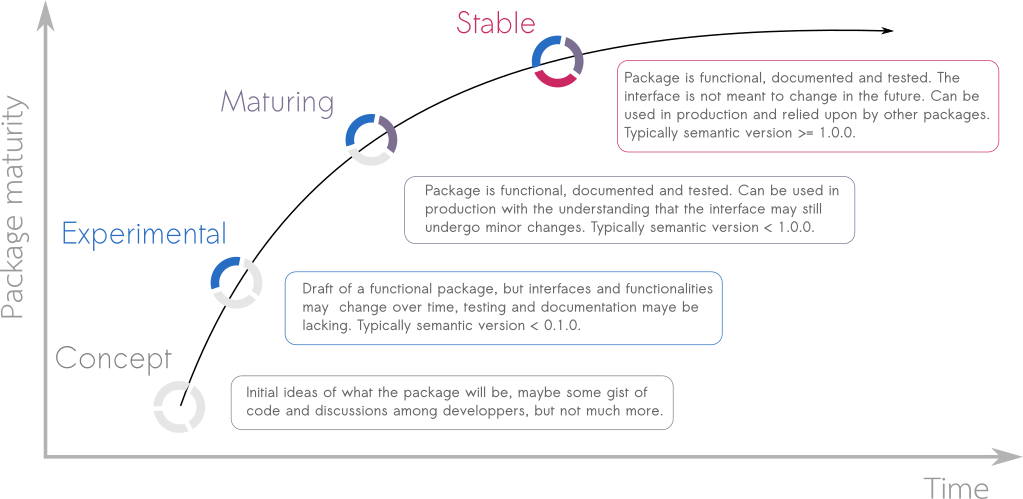 Stable
Package is functional, documented and tested. The
interface is not meant to change in the future. Can be
used in production and relied upon by other packages.
Typically semantic version >= 1.0.0.
Maturing
Package is functional, documented and tested. Can be used in
production with the understanding that the interface may still
undergo minor changes. Typically semantic version < 1.0.0.
Experimental
Draft of a functional package, but interfaces and functionalities
may  change over time, testing and documentation maye be
lacking. Typically semantic version < 0.1.0.
Concept
Initial ideas of what the package will be, maybe some gist of
code and discussions among developpers, but not much more.
Package maturity
Time